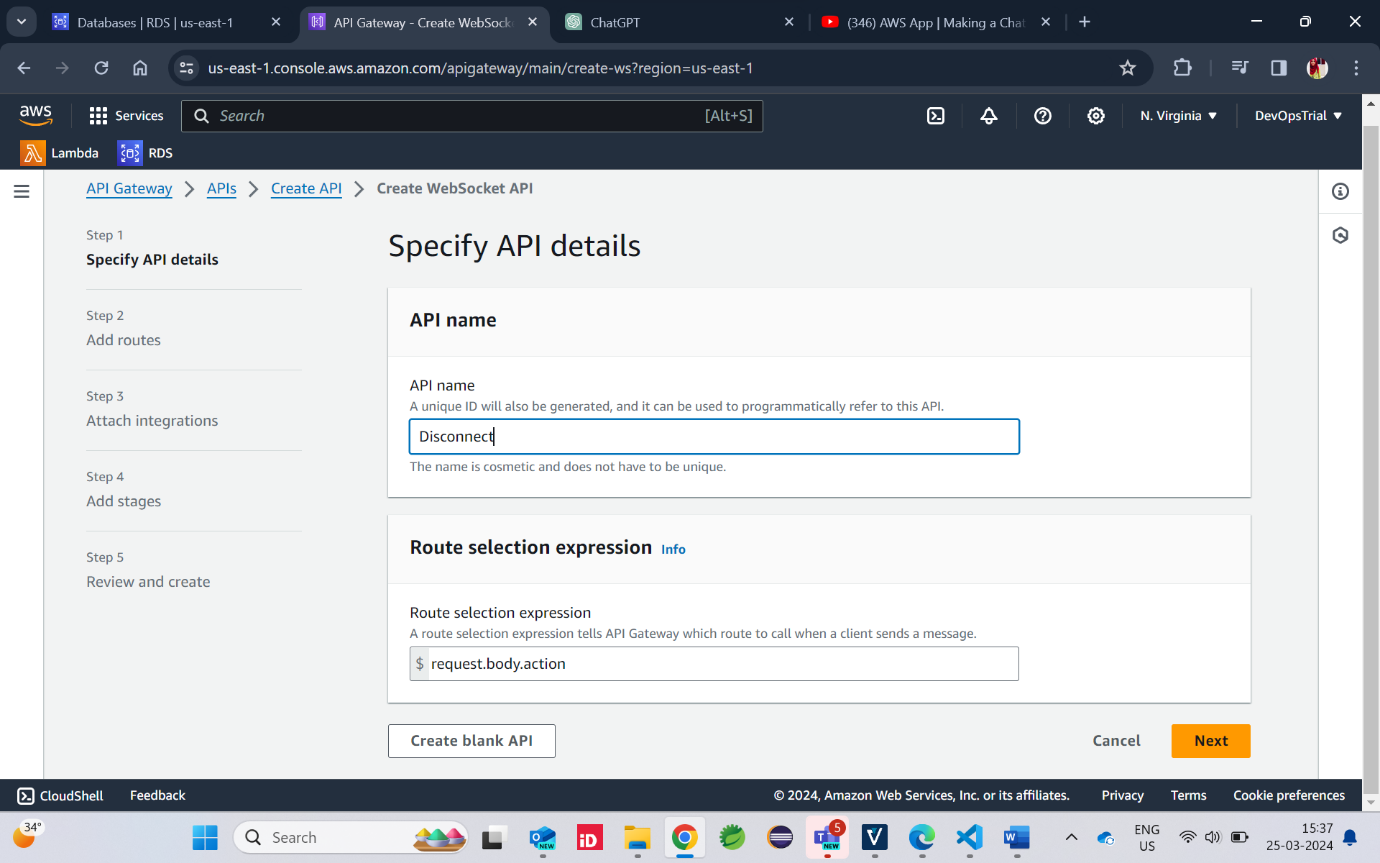 Databases | RDS | us-east-1
API Gateway - Create WebSock
ChatGPT
(346) AWS App | Making a Chat
us-east-1.console.aws.amazon.com/apigateway/main/create-ws?region=us-east-1
aws
Services
Search
[Alt+S]
N. Virginia
DevOpsTrial
Lambda
RDS
API Gateway
APIs
Create API
Create WebSocket API
Step 1
Specify API details
Step 2
Add routes
Step 3
Attach integrations
Step 4
Add stages
Step 5
Review and create
Specify API details
API name
API name
A unique ID will also be generated, and it can be used to programmatically refer to this API.
Disconnect
The name is cosmetic and does not have to be unique.
Route selection expression Info
Route selection expression
A route selection expression tells API Gateway which route to call when a client sends a message.
$ request.body.action
Create blank API
Cancel
Next
CloudShell
Feedback
© 2024, Amazon Web Services, Inc. or its affiliates.
Privacy
Terms
Cookie preferences
34°
Search
NEW
iD
5
NEW
V
W
ENG
US
15:37
25-03-2024